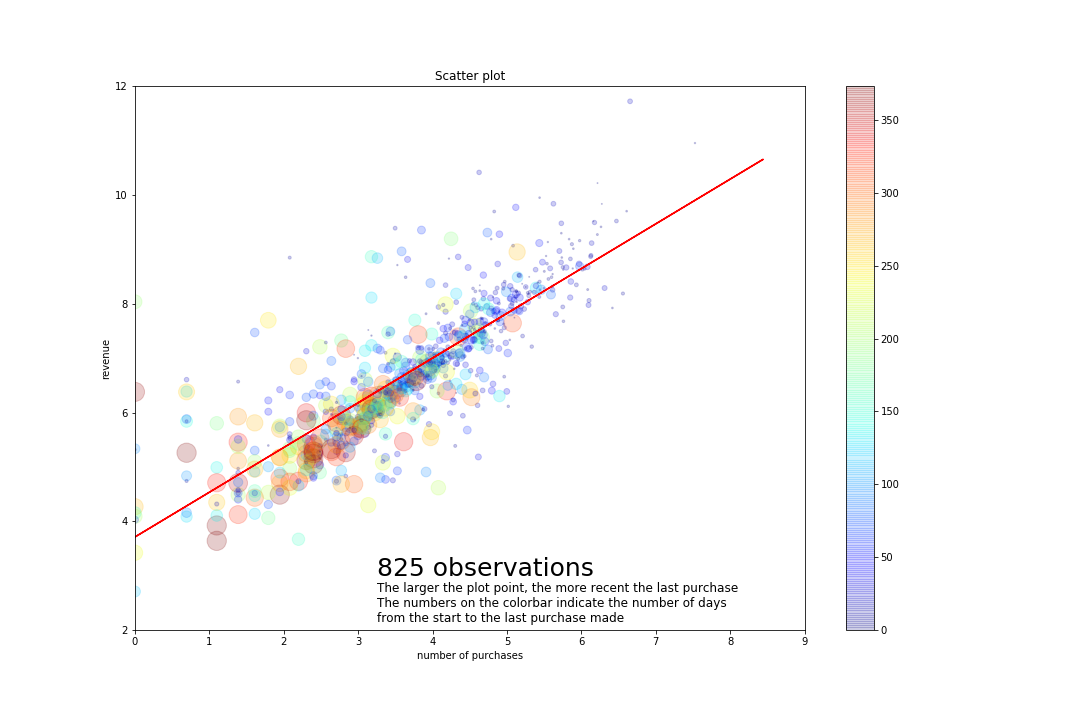 Scatter plot
12
10
8
6
4
2
revenue
0 1 2 3 4 5 6 7 8 9
number of purchases
825 observations
The larger the plot point, the more recent the last purchase
The numbers on the colorbar indicate the number of days
from the start to the last purchase made
350
300
250
200
150
100
50
0